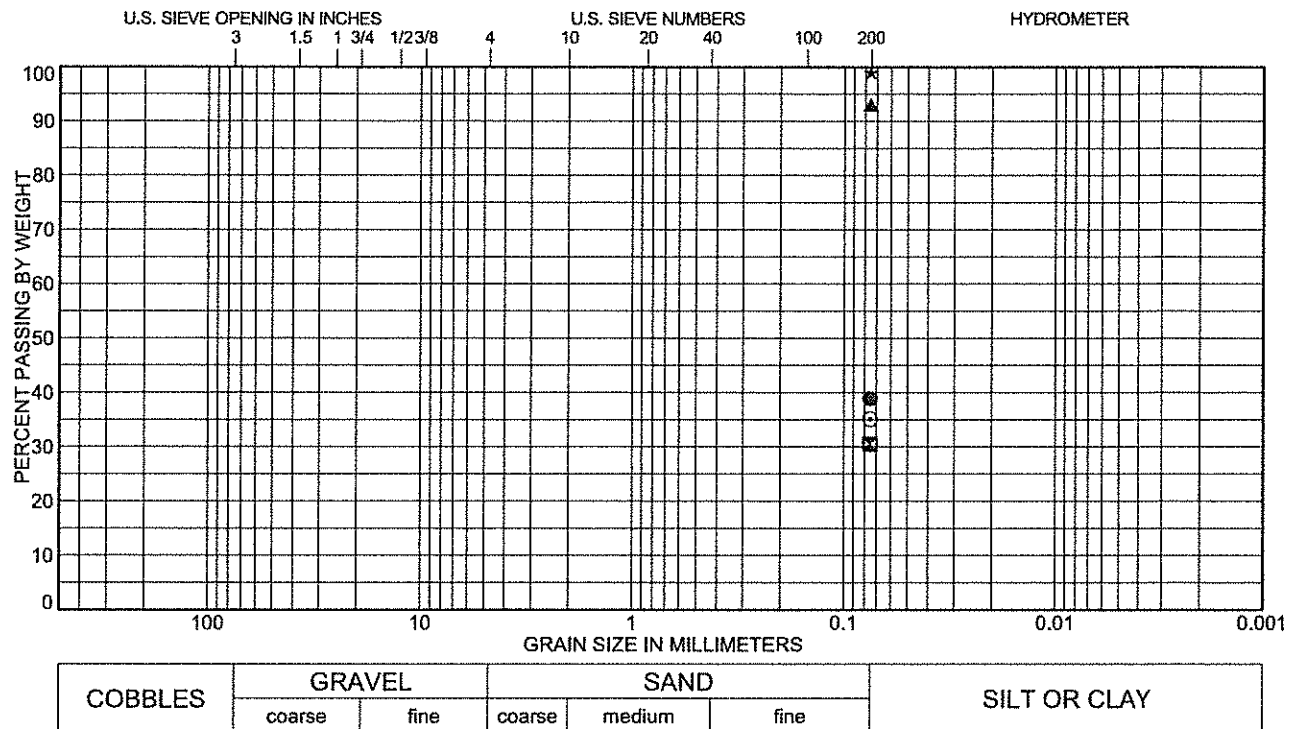 U.S. SIEVE OPENING IN INCHES U.S. SIEVE NUMBERS HYDROMETER
3 1.5 1 3/4 1/2 3/8 4 10 20 40 100 200
100
90
80
70
60
50
40
30
20
10
0
PERCENT PASSING BY WEIGHT
100 10 1 0.1 0.01 0.001
GRAIN SIZE IN MILLIMETERS
COBBLES GRAVEL SAND SILT OR CLAY
coarse fine coarse medium fine